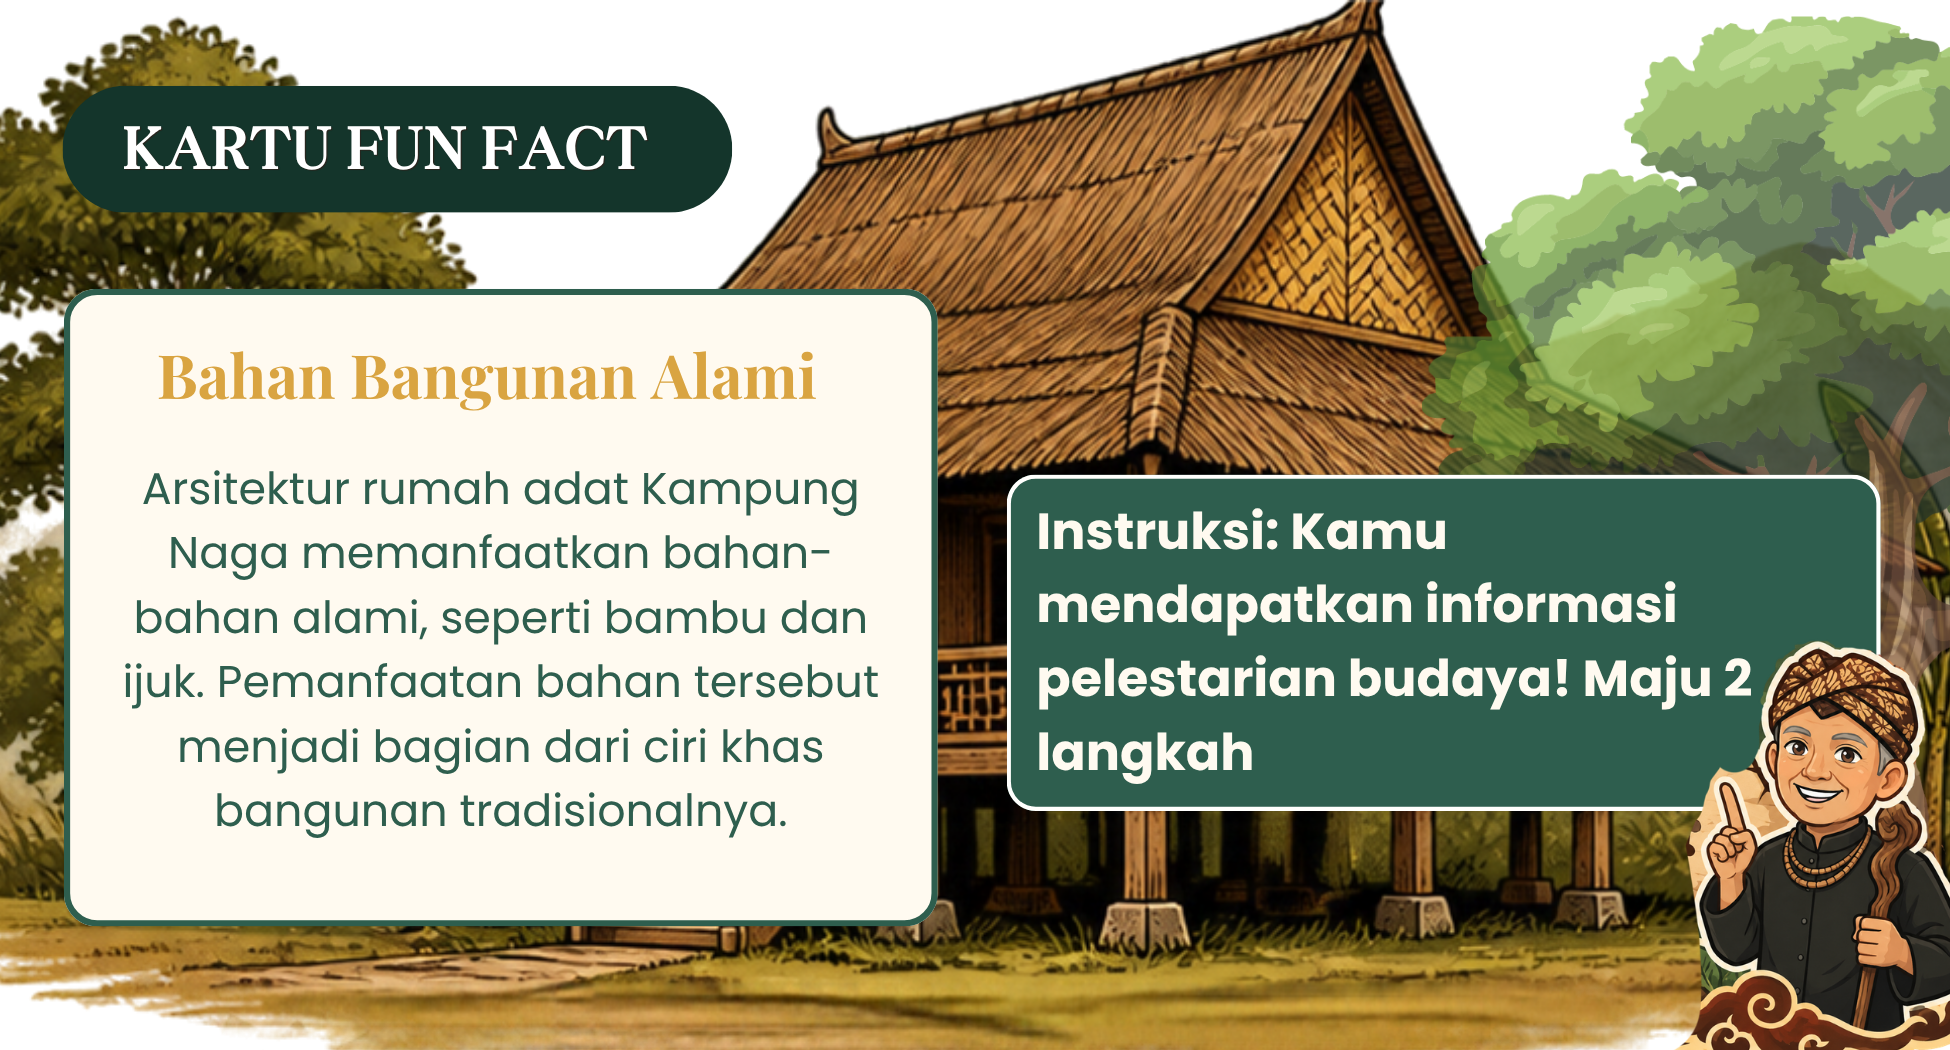 KARTU FUN FACT
Bahan Bangunan Alami
Arsitektur rumah adat Kampung
Naga memanfaatkan bahan-
bahan alami, seperti bambu dan
ijuk. Pemanfaatan bahan tersebut
menjadi bagian dari ciri khas
bangunan tradisionalnya.
Instruksi: Kamu
mendapatkan informasi
pelestarian budaya! Maju 2
langkah